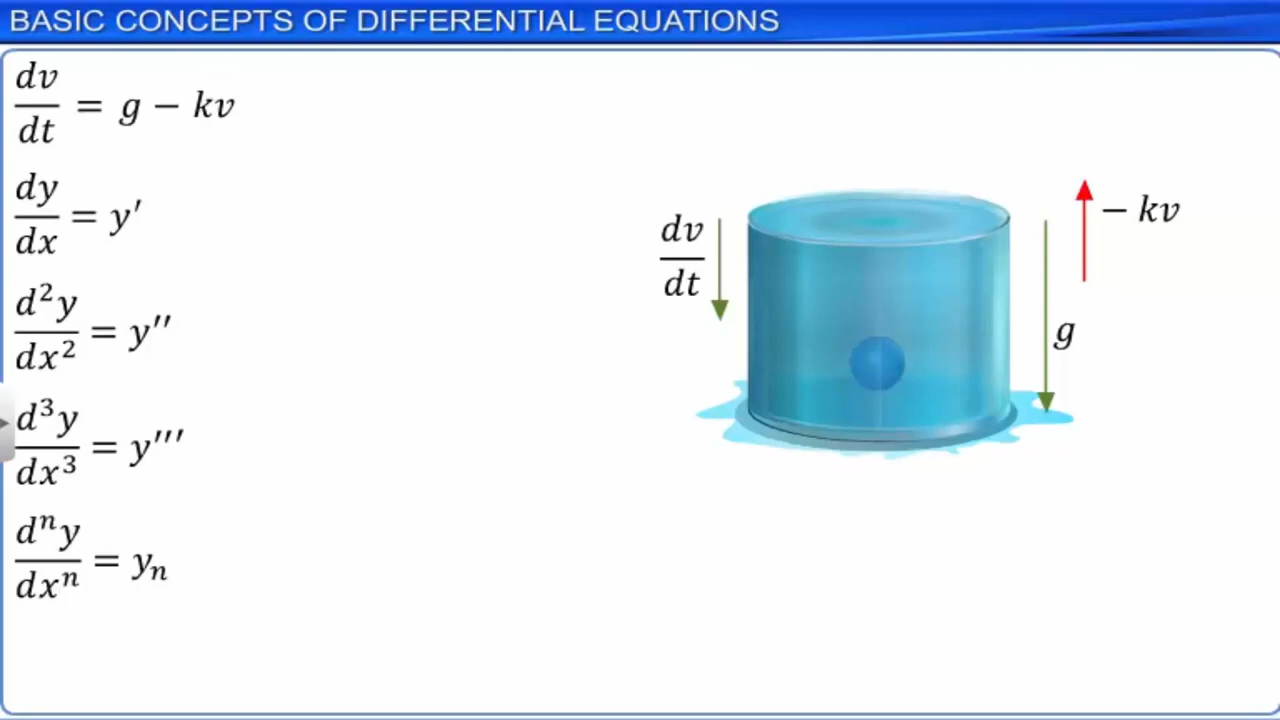 BASIC CONCEPTS OF DIFFERENTIAL EQUATIONS
dv/dt = g − kv
dy/dx = y′
d²y/dx² = y′′
d³y/dx³ = y′′′
dⁿy/dxⁿ = yₙ
dv/dt
− kv
g